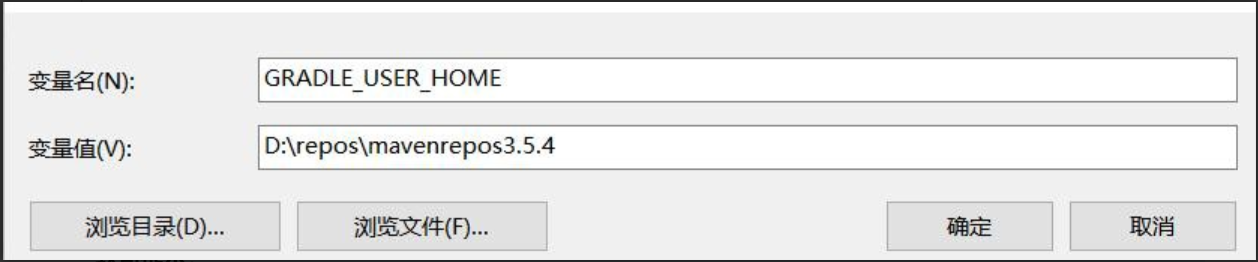 变量名(N): GRADLE_USER_HOME
变量值(V): D:\repos\mavenrepos3.5.4
浏览目录(D)... 浏览文件(F)... 确定 取消